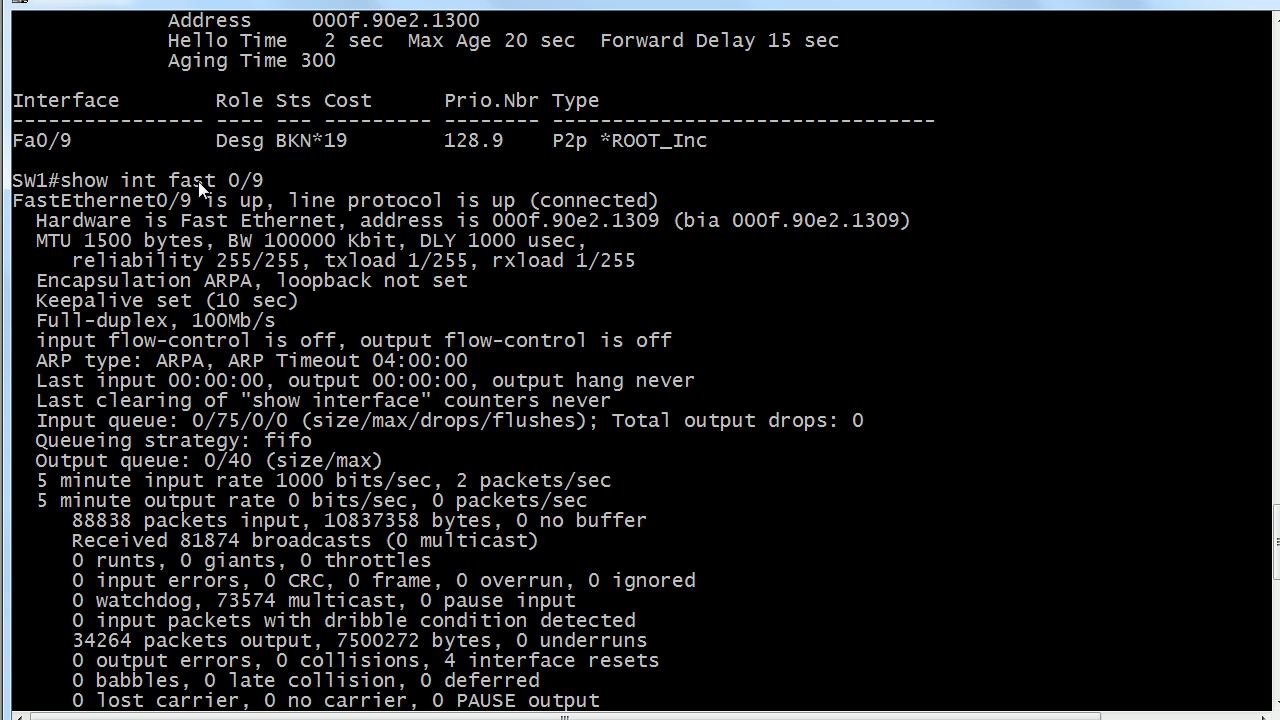 Address     000f.90e2.1300
Hello Time   2 sec  Max Age 20 sec  Forward Delay 15 sec
Aging Time 300
Interface        Role Sts Cost      Prio.Nbr Type
---------------- ---- --- --------- -------- --------------------------------
Fa0/9            Desg BKN*19        128.9    P2p *ROOT_Inc
SW1#show int fast 0/9
FastEthernet0/9 is up, line protocol is up (connected)
  Hardware is Fast Ethernet, address is 000f.90e2.1309 (bia 000f.90e2.1309)
  MTU 1500 bytes, BW 100000 Kbit, DLY 1000 usec,
     reliability 255/255, txload 1/255, rxload 1/255
  Encapsulation ARPA, loopback not set
  Keepalive set (10 sec)
  Full-duplex, 100Mb/s
  input flow-control is off, output flow-control is off
  ARP type: ARPA, ARP Timeout 04:00:00
  Last input 00:00:00, output 00:00:00, output hang never
  Last clearing of "show interface" counters never
  Input queue: 0/75/0/0 (size/max/drops/flushes); Total output drops: 0
  Queueing strategy: fifo
  Output queue: 0/40 (size/max)
  5 minute input rate 1000 bits/sec, 2 packets/sec
  5 minute output rate 0 bits/sec, 0 packets/sec
     88838 packets input, 10837358 bytes, 0 no buffer
     Received 81874 broadcasts (0 multicast)
     0 runts, 0 giants, 0 throttles
     0 input errors, 0 CRC, 0 frame, 0 overrun, 0 ignored
     0 watchdog, 73574 multicast, 0 pause input
     0 input packets with dribble condition detected
     34264 packets output, 7500272 bytes, 0 underruns
     0 output errors, 0 collisions, 4 interface resets
     0 babbles, 0 late collision, 0 deferred
     0 lost carrier, 0 no carrier, 0 PAUSE output